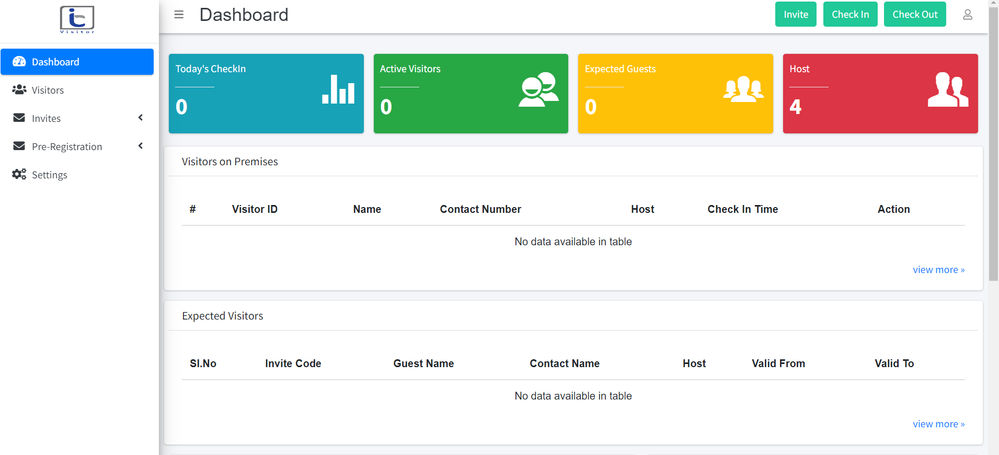 Visitor
Dashboard
Invite
Check In
Check Out
Dashboard
Visitors
Invites
Pre-Registration
Settings
Today's CheckIn
0
Active Visitors
0
Expected Guests
0
Host
4
Visitors on Premises
# Visitor ID Name Contact Number Host Check In Time Action
No data available in table
view more »
Expected Visitors
Sl.No Invite Code Guest Name Contact Name Host Valid From Valid To
No data available in table
view more »